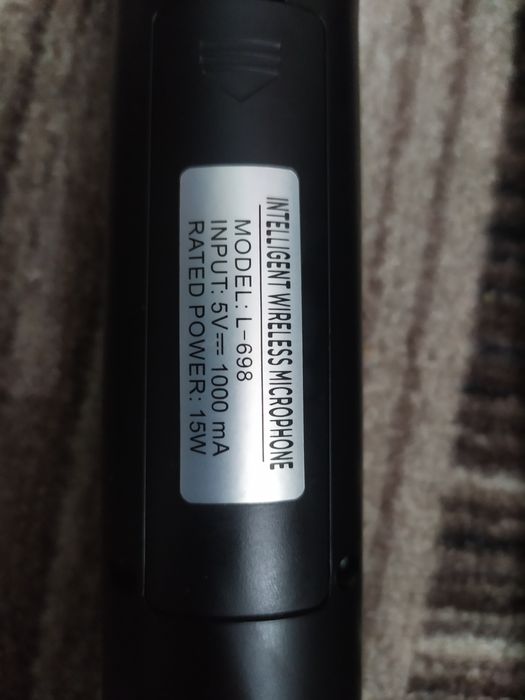 INTELLIGENT WIRELESS MICROPHONE
MODEL: L-698
INPUT: 5V⎓1000 mA
RATED POWER: 15W